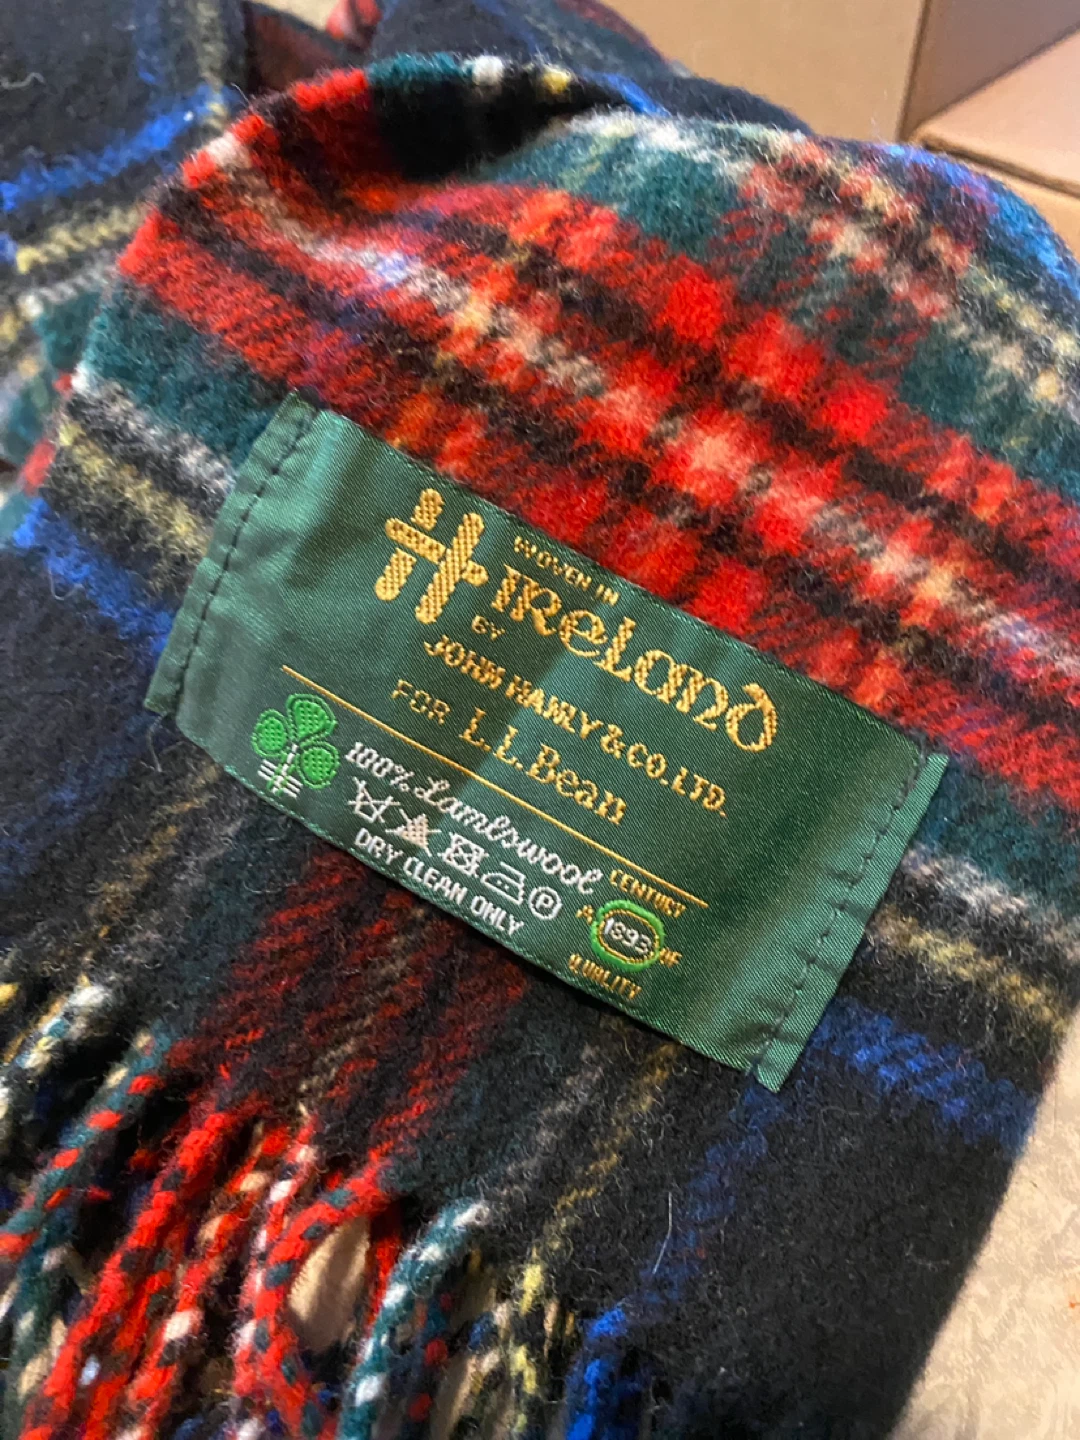 H
WOVEN IN
IRELAND
BY
JOHN HANLY & CO. LTD.
FOR L.L.Bean
100% Lambswool
P
DRY CLEAN ONLY
CENTURY
A 1893 OF
QUALITY